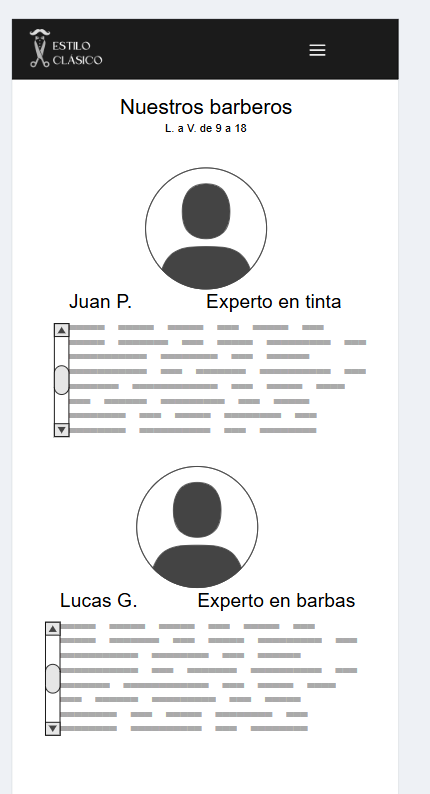 ESTILO
CLÁSICO
Nuestros barberos
L. a V. de 9 a 18
Juan P. Experto en tinta
Lucas G. Experto en barbas